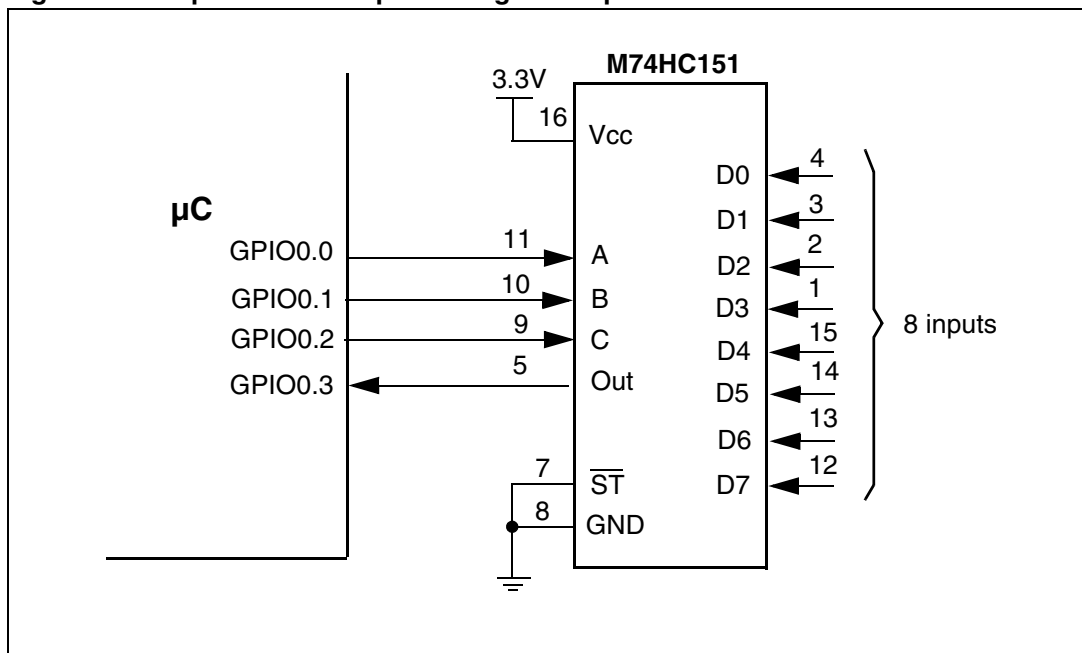 M74HC151
3.3V
16
Vcc
µC
GPIO0.0
11
A
GPIO0.1
10
B
GPIO0.2
9
C
GPIO0.3
5
Out
7
ST
8
GND
D0
4
D1
3
D2
2
D3
1
D4
15
D5
14
D6
13
D7
12
8 inputs